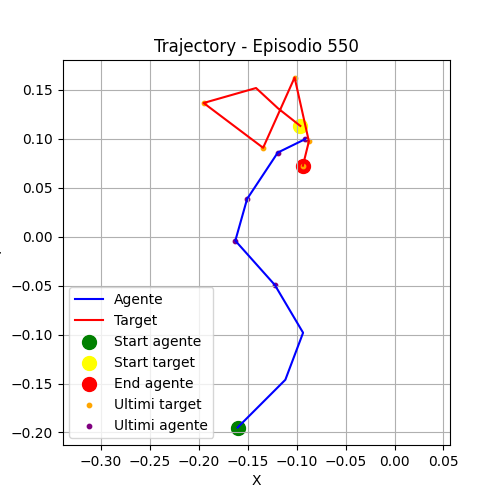 Trajectory - Episodio 550
0.15
0.10
0.05
0.00
−0.05
−0.10
−0.15
−0.20
Agente
Target
Start agente
Start target
End agente
Ultimi target
Ultimi agente
−0.30 −0.25 −0.20 −0.15 −0.10 −0.05 0.00 0.05
X